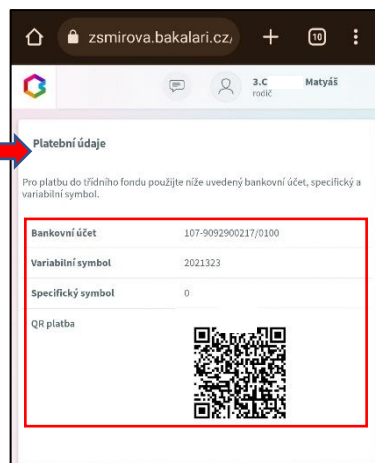 zsmirova.bakalari.cz/
10
3.C Matyáš
rodič
Platební údaje
Pro platbu do třídního fondu použijte níže uvedený bankovní účet, specifický a
variabilní symbol.
Bankovní účet 107-9092900217/0100
Variabilní symbol 2021323
Specifický symbol 0
QR platba